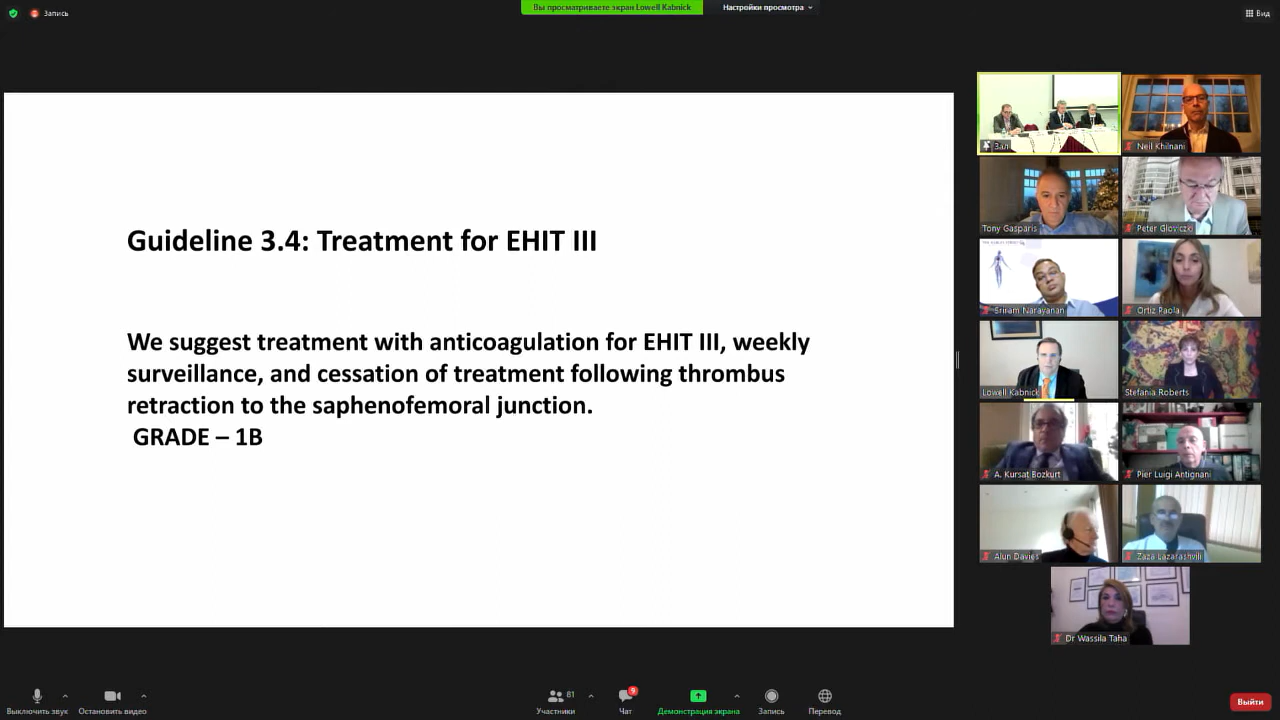 Запись
Вы просматриваете экран Lowell Kabnick
Настройки просмотра
Вид
Guideline 3.4: Treatment for EHIT III
We suggest treatment with anticoagulation for EHIT III, weekly
surveillance, and cessation of treatment following thrombus
retraction to the saphenofemoral junction.
GRADE – 1B
Зал
Neil Khilnani
Tony Gasparis
Peter Gloviczki
Sriram Narayanan
Ortiz Paola
Lowell Kabnick
Stefania Roberts
A. Kursat Bozkurt
Pier Luigi Antignani
Alun Davies
Zaza Lazarashvili
Dr Wassila Taha
Выключить звук
Остановить видео
81
Участники
9
Чат
Демонстрация экрана
Запись
Перевод
Выйти